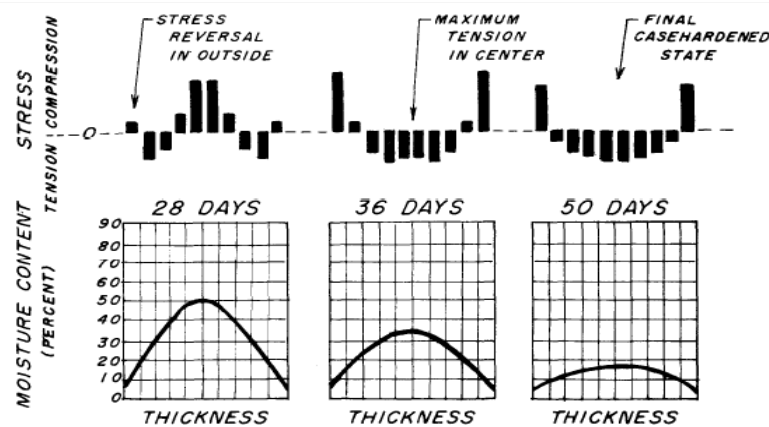 STRESS
REVERSAL
IN OUTSIDE
MAXIMUM
TENSION
IN CENTER
FINAL
CASEHARDENED
STATE
STRESS
TENSION COMPRESSION
0
28 DAYS
36 DAYS
50 DAYS
MOISTURE CONTENT
(PERCENT)
90
80
70
60
50
40
30
20
10
0
THICKNESS
THICKNESS
THICKNESS